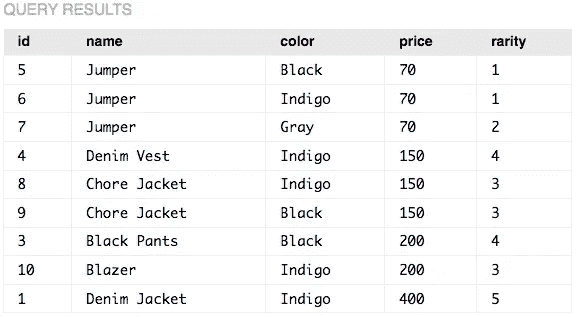 QUERY RESULTS
id name color price rarity
5 Jumper Black 70 1
6 Jumper Indigo 70 1
7 Jumper Gray 70 2
4 Denim Vest Indigo 150 4
8 Chore Jacket Indigo 150 3
9 Chore Jacket Black 150 3
3 Black Pants Black 200 4
10 Blazer Indigo 200 3
1 Denim Jacket Indigo 400 5